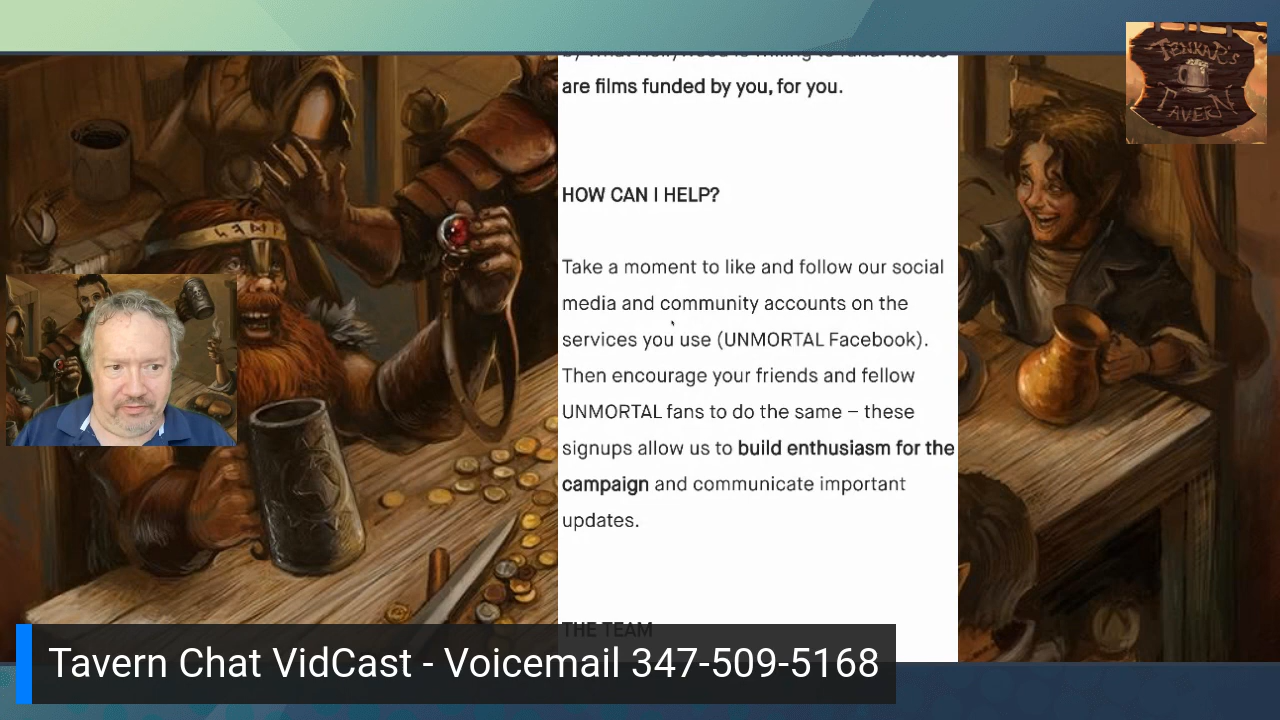 TENKAR'S
TAVERN
are films funded by you, for you.
HOW CAN I HELP?
Take a moment to like and follow our social
media and community accounts on the
services you use (UNMORTAL Facebook).
Then encourage your friends and fellow
UNMORTAL fans to do the same – these
signups allow us to build enthusiasm for the
campaign and communicate important
updates.
THE TEAM
Tavern Chat VidCast - Voicemail 347-509-5168